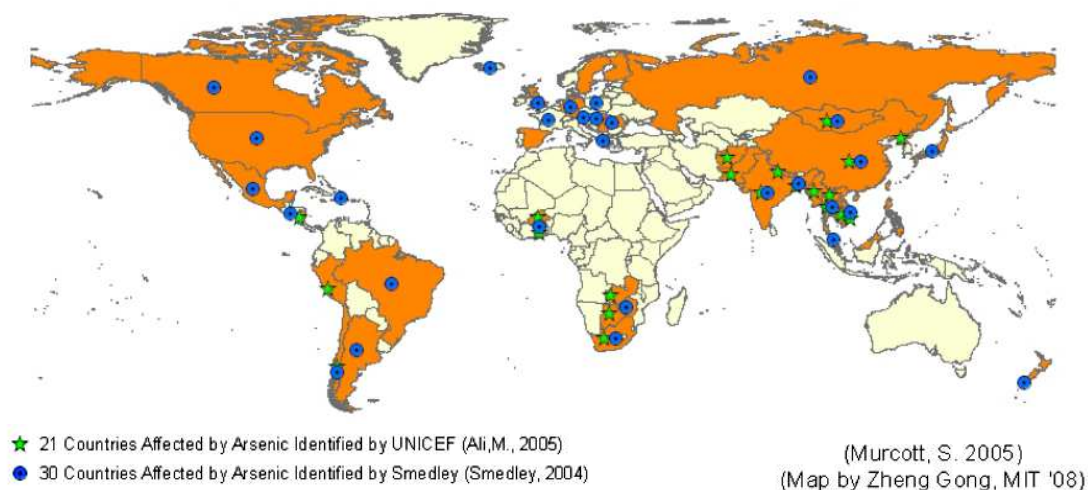 21 Countries Affected by Arsenic Identified by UNICEF (Ali,M., 2005)
30 Countries Affected by Arsenic Identified by Smedley (Smedley, 2004)
(Murcott, S. 2005)
(Map by Zheng Gong, MIT '08)